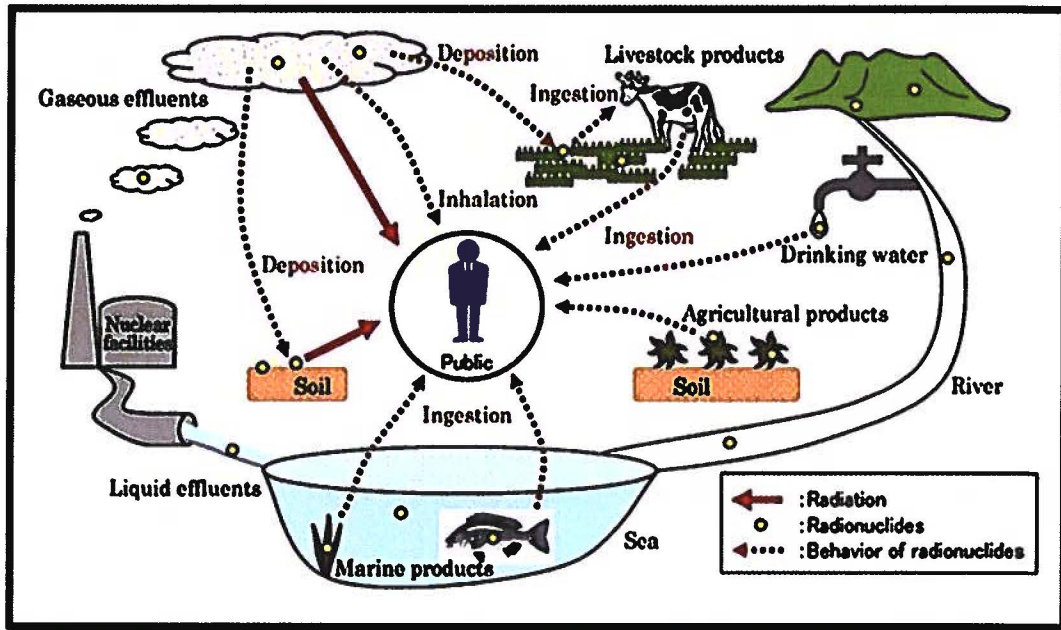 Deposition
Livestock products
Gaseous effluents
Ingestion
Inhalation
Ingestion
Deposition
Drinking water
Nuclear
facilities
Agricultural products
Public
Soil
Soil
River
Ingestion
Liquid effluents
Sea
Marine products
:Radiation
:Radionuclides
:Behavior of radionuclides